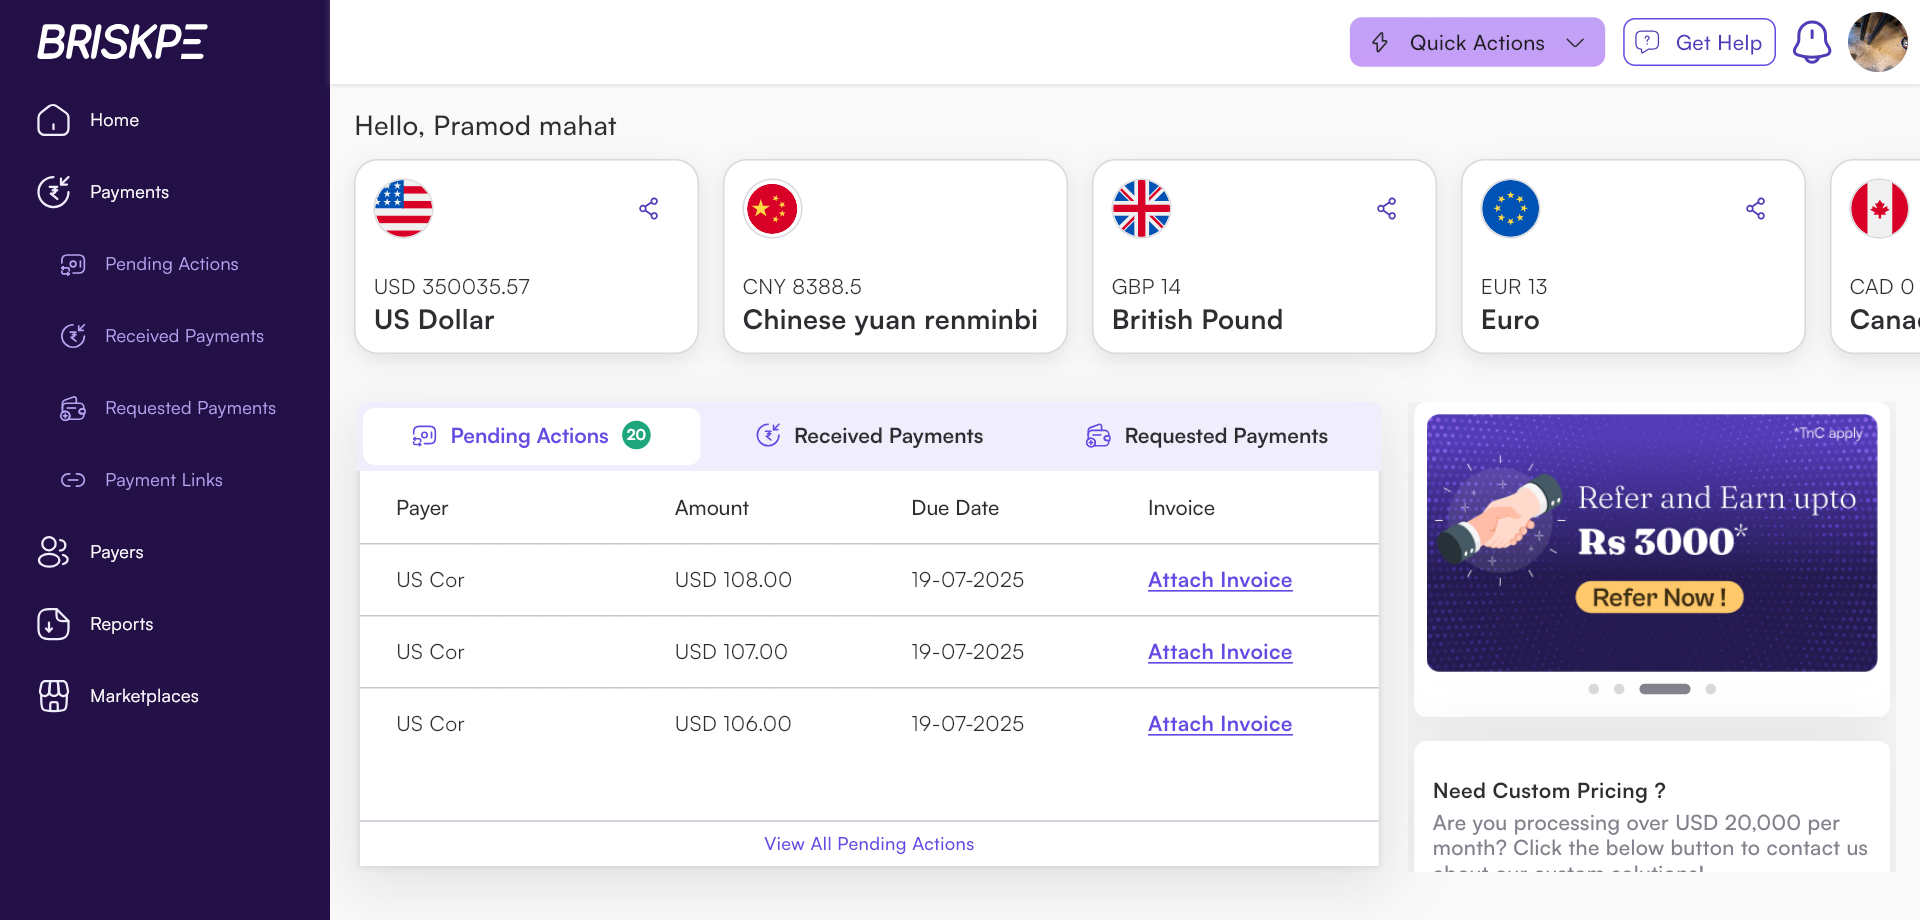 BRISKPE
Home
Payments
Pending Actions
Received Payments
Requested Payments
Payment Links
Payers
Reports
Marketplaces
Quick Actions
Get Help
Hello, Pramod mahat
USD 350035.57
US Dollar
CNY 8388.5
Chinese yuan renminbi
GBP 14
British Pound
EUR 13
Euro
CAD 0
Pending Actions 20
Received Payments
Requested Payments
Payer Amount Due Date Invoice
US Cor USD 108.00 19-07-2025 Attach Invoice
US Cor USD 107.00 19-07-2025 Attach Invoice
US Cor USD 106.00 19-07-2025 Attach Invoice
View All Pending Actions
*TnC apply
Refer and Earn upto
Rs 3000*
Refer Now !
Need Custom Pricing ?
Are you processing over USD 20,000 per
month? Click the below button to contact us
about our custom solutions!